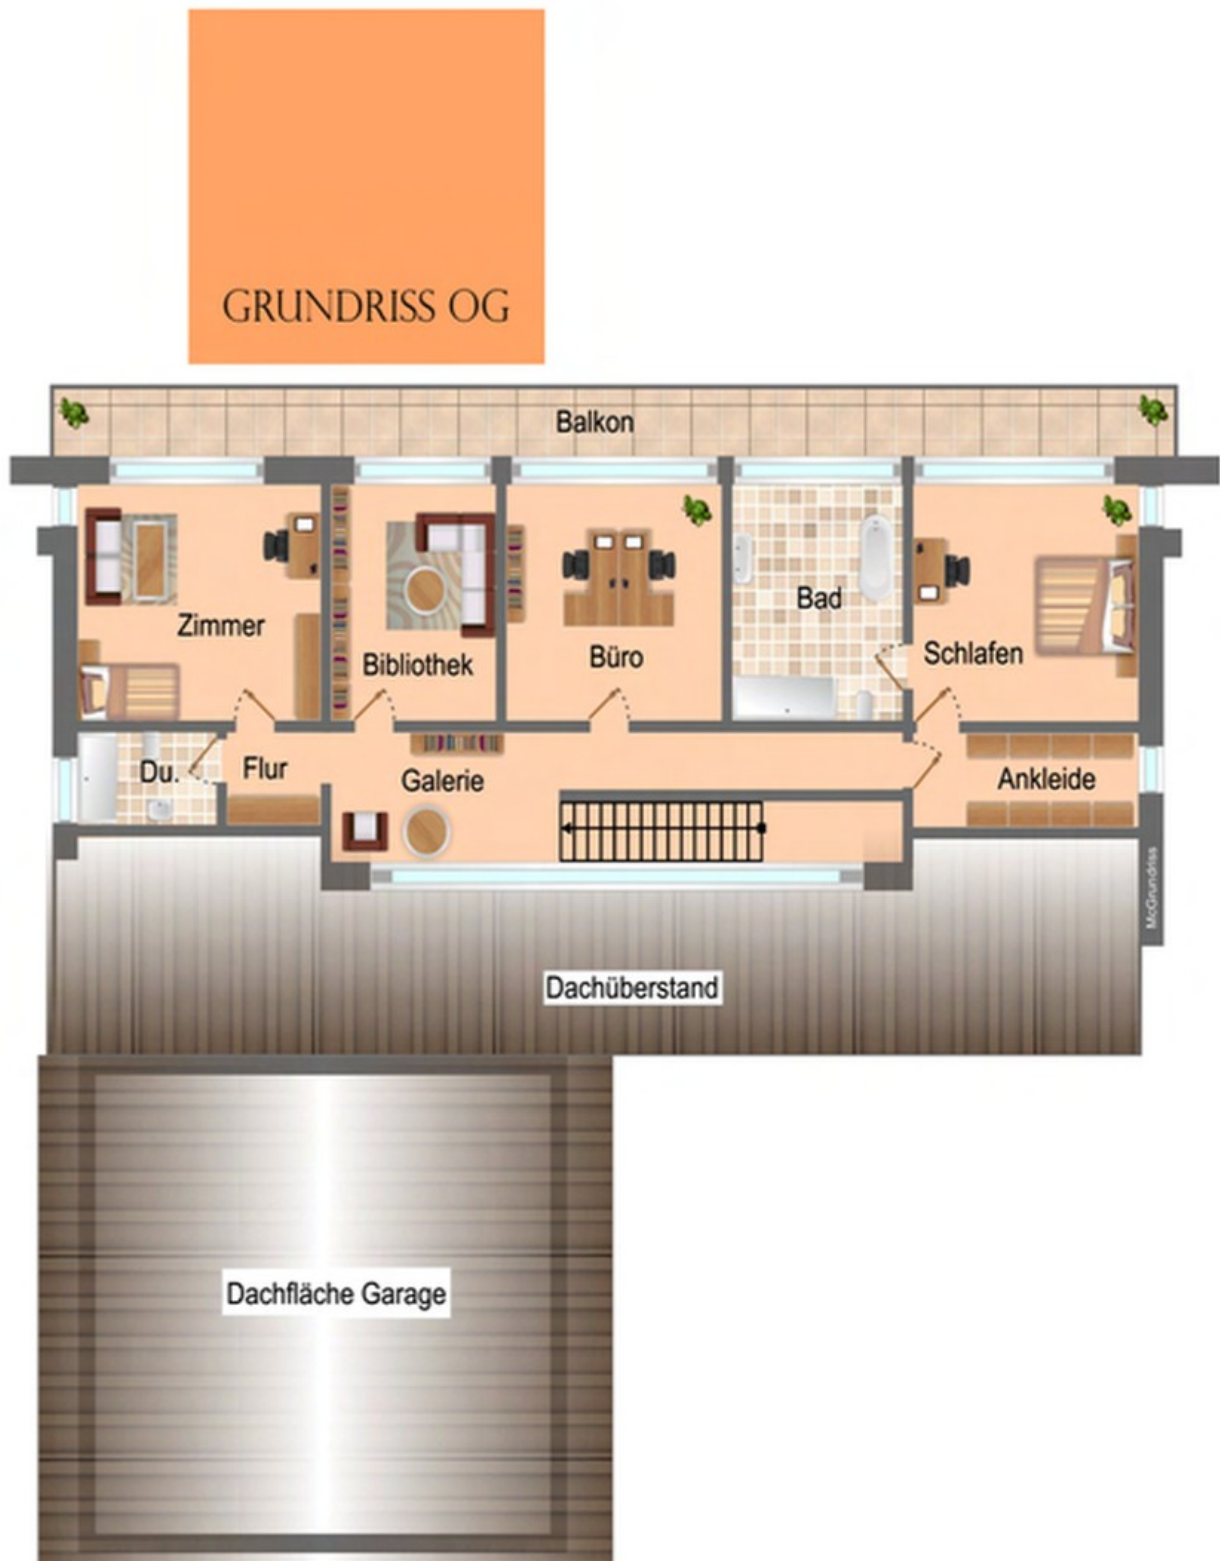 GRUNDRISS OG
Balkon
Zimmer
Bibliothek
Büro
Bad
Schlafen
Du.
Flur
Galerie
Ankleide
McGrundriss
Dachüberstand
Dachfläche Garage